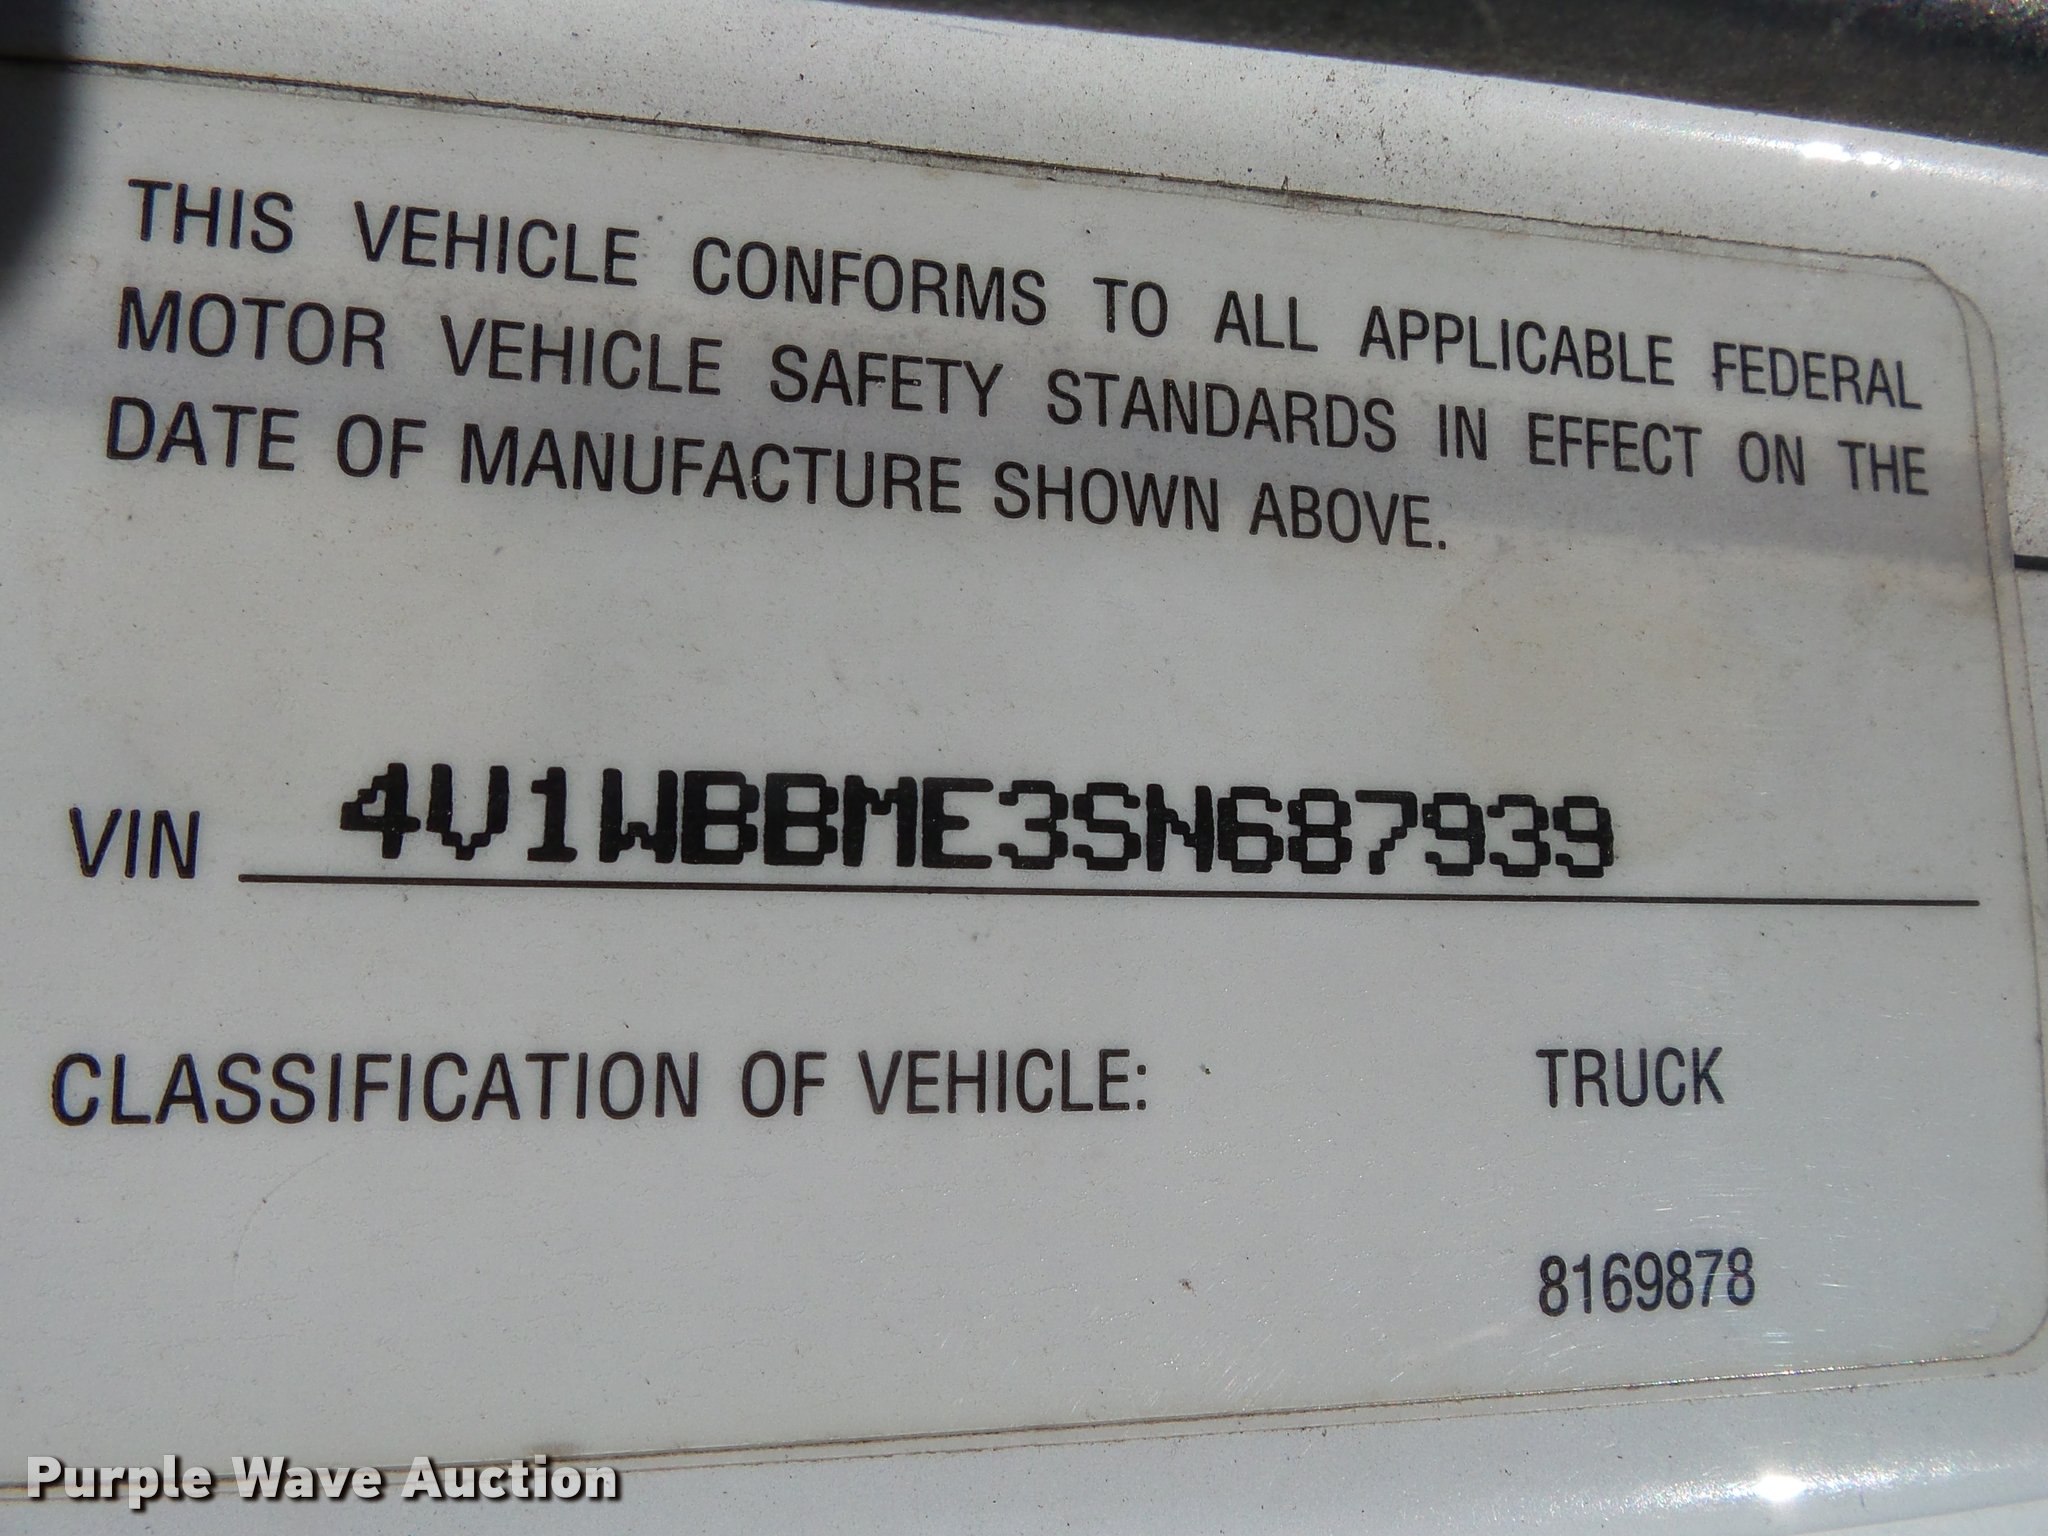 THIS VEHICLE CONFORMS TO ALL APPLICABLE FEDERAL
MOTOR VEHICLE SAFETY STANDARDS IN EFFECT ON THE
DATE OF MANUFACTURE SHOWN ABOVE.
VIN 4V1WBBME3SN687939
CLASSIFICATION OF VEHICLE: TRUCK
8169878
Purple Wave Auction